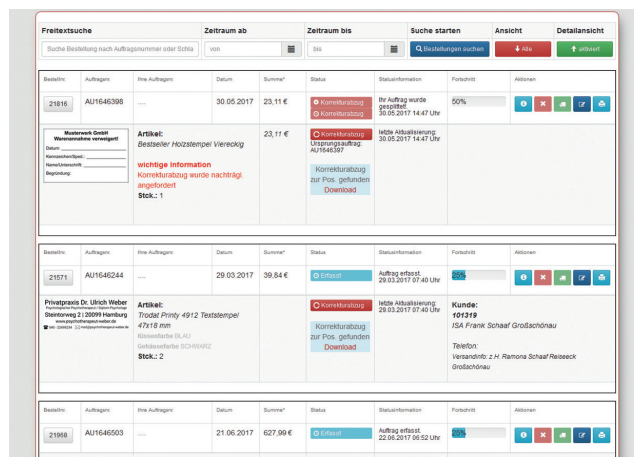 Freitextsuche Zeitraum ab Zeitraum bis Suche starten Ansicht Detailansicht
Suche Bestellung nach Auftragsnummer oder Schla von bis Bestellungen suchen Alle aktiviert
Bestellnr. Auftragsnr. Ihre Auftragsnr. Datum Summe* Status Statusinformation Fortschritt Aktionen
21816 AU1646398 .... 30.05.2017 23,11 € Korrekturabzug Ihr Auftrag wurde 50%
gesplittet.
Korrekturabzug 30.05.2017 14:47 Uhr
Musterwerk GmbH
Warenannahme verweigert!
Datum:
Kennzeichen/Sped.:
Name/Unterschrift:
Begründung:
Artikel:
Bestseller Holzstempel Viereckig
wichtige Information
Korrekturabzug wurde nachträgl.
angefordert
Stck.: 1
23,11 €
Korrekturabzug
Ursprungsauftrag:
AU1646397
Korrekturabzug
zur Pos. gefunden
Download
letzte Aktualisierung:
30.05.2017 14:47 Uhr
Bestellnr. Auftragsnr. Ihre Auftragsnr. Datum Summe* Status Statusinformation Fortschritt Aktionen
21571 AU1646244 .... 29.03.2017 39,84 € Erfasst Auftrag erfasst. 25%
29.03.2017 07:40 Uhr
Privatpraxis Dr. Ulrich Weber
Steintorweg 2 | 20099 Hamburg
www.psychotherapeut-weber.de
Artikel:
Trodat Printy 4912 Textstempel
47x18 mm
Kissenfarbe BLAU
Gehäusefarbe SCHWARZ
Stck.: 2
Korrekturabzug
Korrekturabzug
zur Pos. gefunden
Download
letzte Aktualisierung:
29.03.2017 07:40 Uhr
Kunde:
101319
ISA Frank Schaaf Großschönau
Telefon:
Versandinfo: z.H. Ramona Schaaf Reiseeck
Großschönau
Bestellnr. Auftragsnr. Ihre Auftragsnr. Datum Summe* Status Statusinformation Fortschritt Aktionen
21968 AU1646503 .... 21.06.2017 627,99 € Erfasst Auftrag erfasst. 25%
22.06.2017 06:52 Uhr